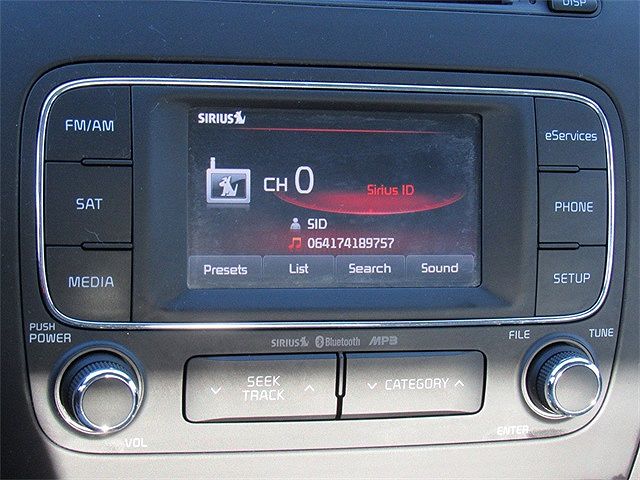 DISP
FM/AM
SAT
MEDIA
SIRIUS
CH 0
Sirius ID
SID
064174189757
Presets List Search Sound
eServices
PHONE
SETUP
PUSH
POWER
VOL
SIRIUS Bluetooth MP3
SEEK
TRACK
CATEGORY
FILE
TUNE
ENTER